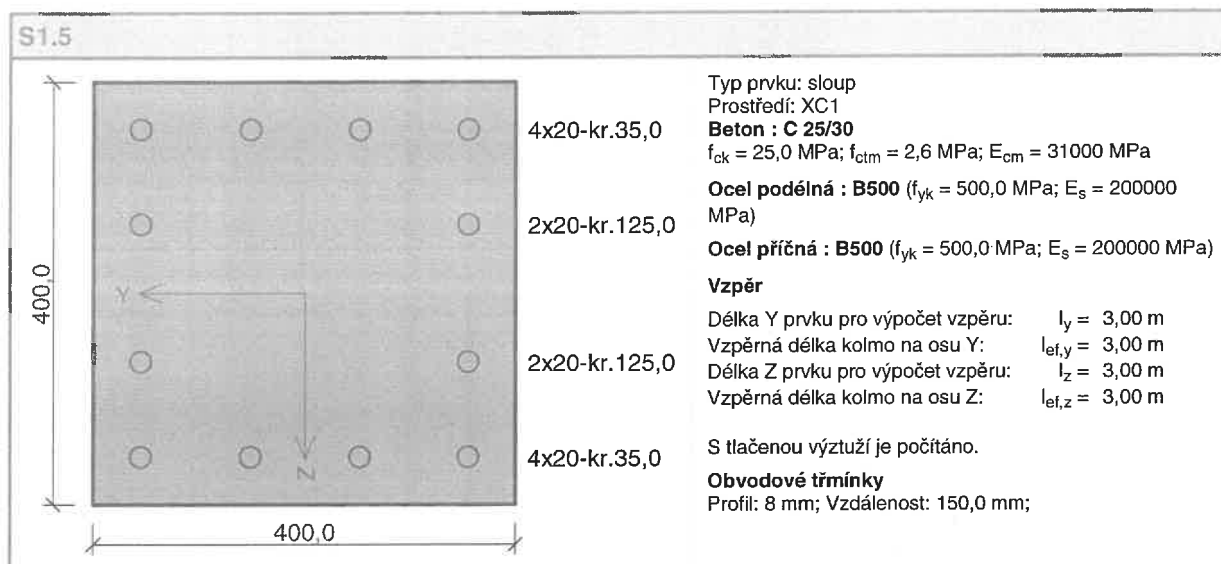 S1.5
4x20-kr.35,0
2x20-kr.125,0
2x20-kr.125,0
4x20-kr.35,0
400,0
400,0
Y
Z
Typ prvku: sloup
Prostředí: XC1
Beton : C 25/30
f_ck = 25,0 MPa; f_ctm = 2,6 MPa; E_cm = 31000 MPa
Ocel podélná : B500 (f_yk = 500,0 MPa; E_s = 200000
MPa)
Ocel příčná : B500 (f_yk = 500,0 MPa; E_s = 200000 MPa)
Vzpěr
Délka Y prvku pro výpočet vzpěru: l_y = 3,00 m
Vzpěrná délka kolmo na osu Y: l_ef,y = 3,00 m
Délka Z prvku pro výpočet vzpěru: l_z = 3,00 m
Vzpěrná délka kolmo na osu Z: l_ef,z = 3,00 m
S tlačenou výztuží je počítáno.
Obvodové třmínky
Profil: 8 mm; Vzdálenost: 150,0 mm;